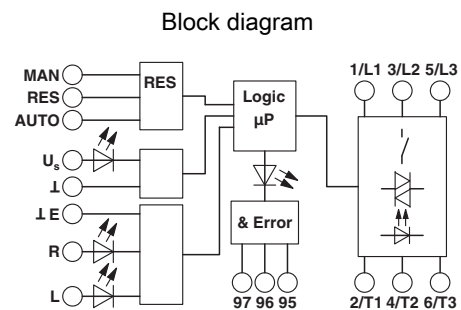 Block diagram
MAN
RES
AUTO
Us
⊥
⊥ E
R
L
RES
Logic
µP
& Error
97 96 95
1/L1 3/L2 5/L3
2/T1 4/T2 6/T3